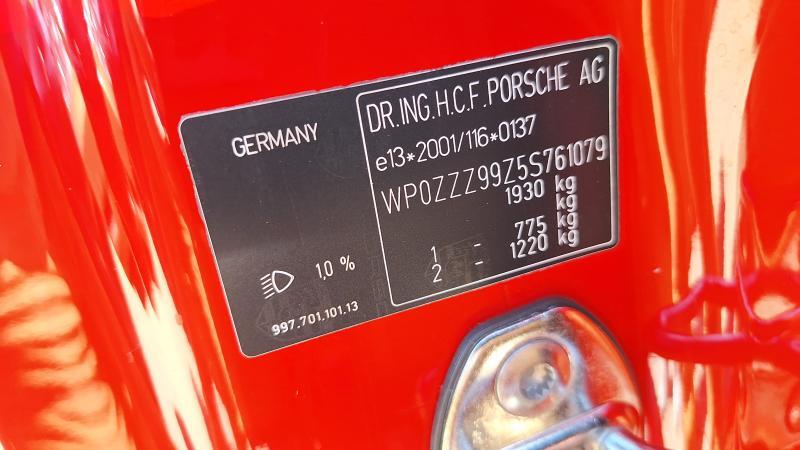 GERMANY
1,0 %
997.701.101.13
DR.ING.H.C.F.PORSCHE AG
e13*2001/116*0137
WP0ZZZ99Z5S761079
1930 kg
kg
1 - 775 kg
2 - 1220 kg